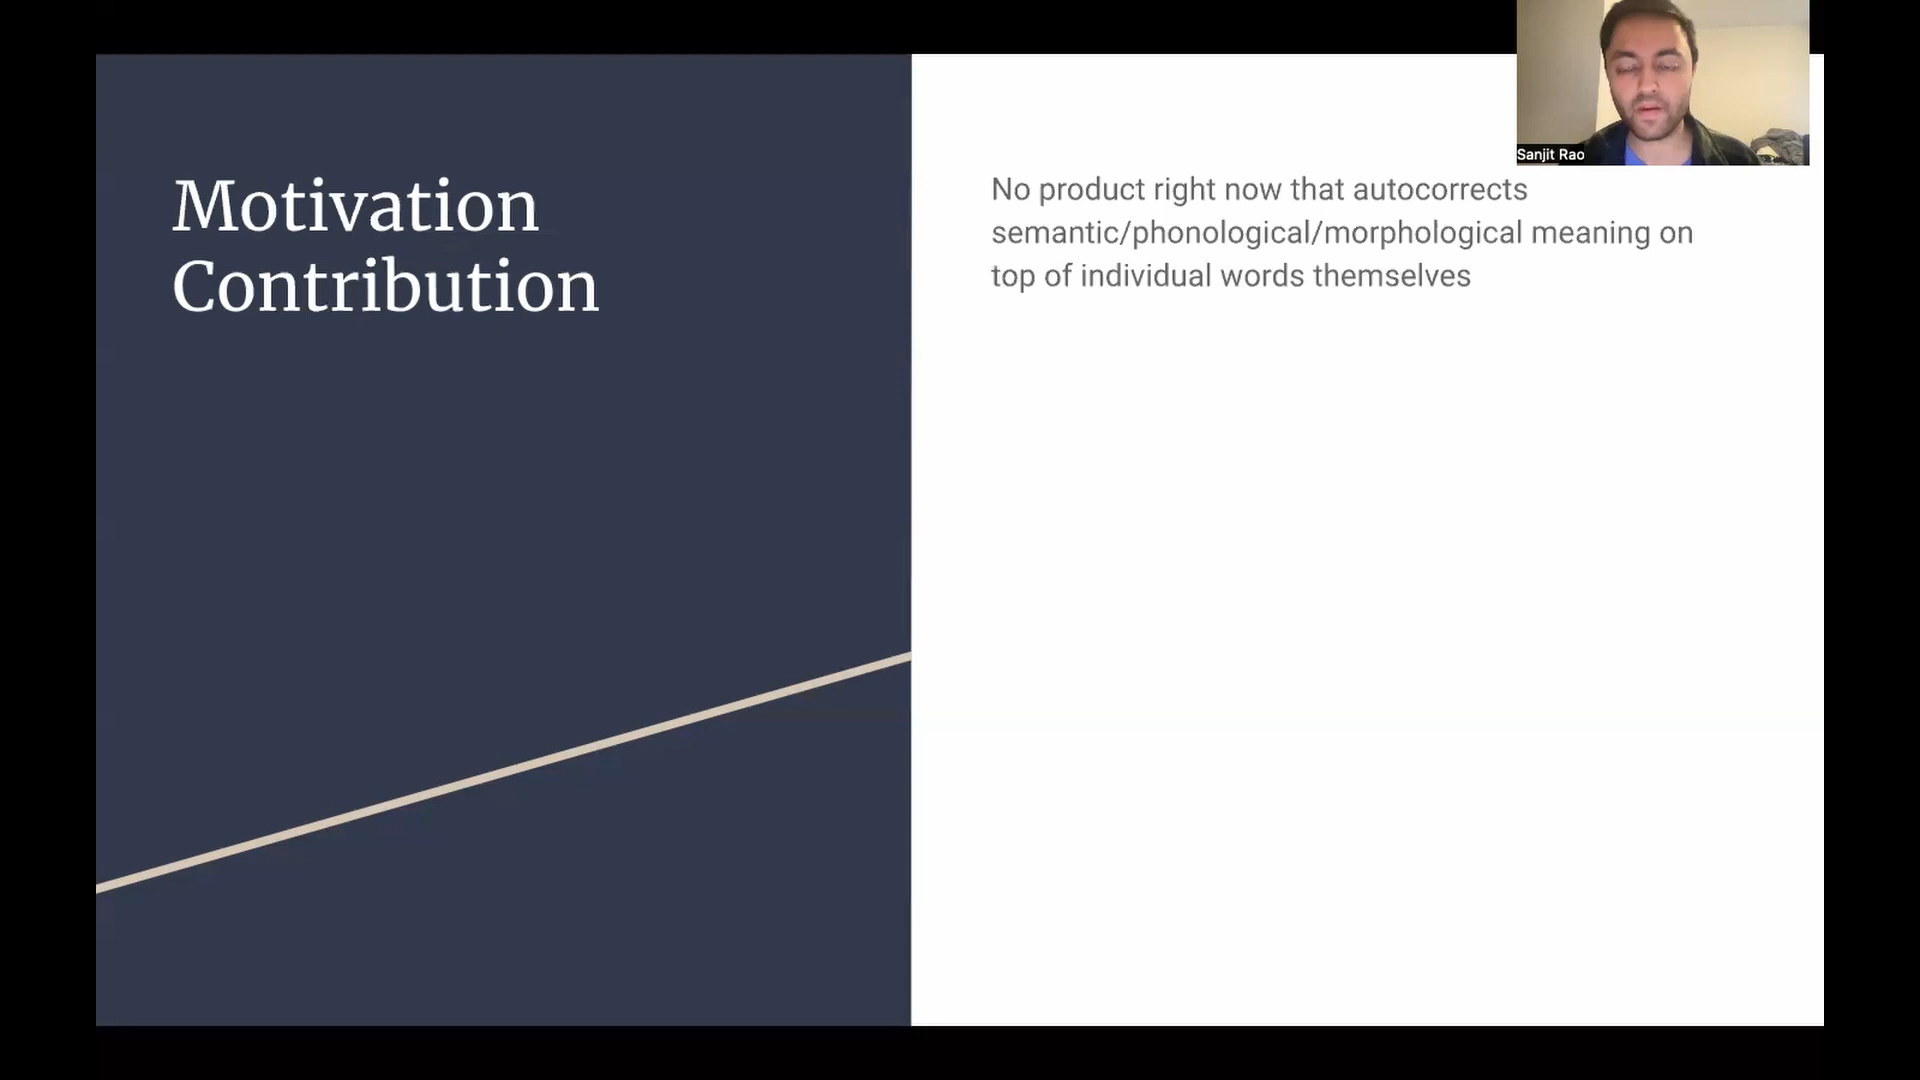 Motivation
Contribution
Sanjit Rao
No product right now that autocorrects
semantic/phonological/morphological meaning on
top of individual words themselves